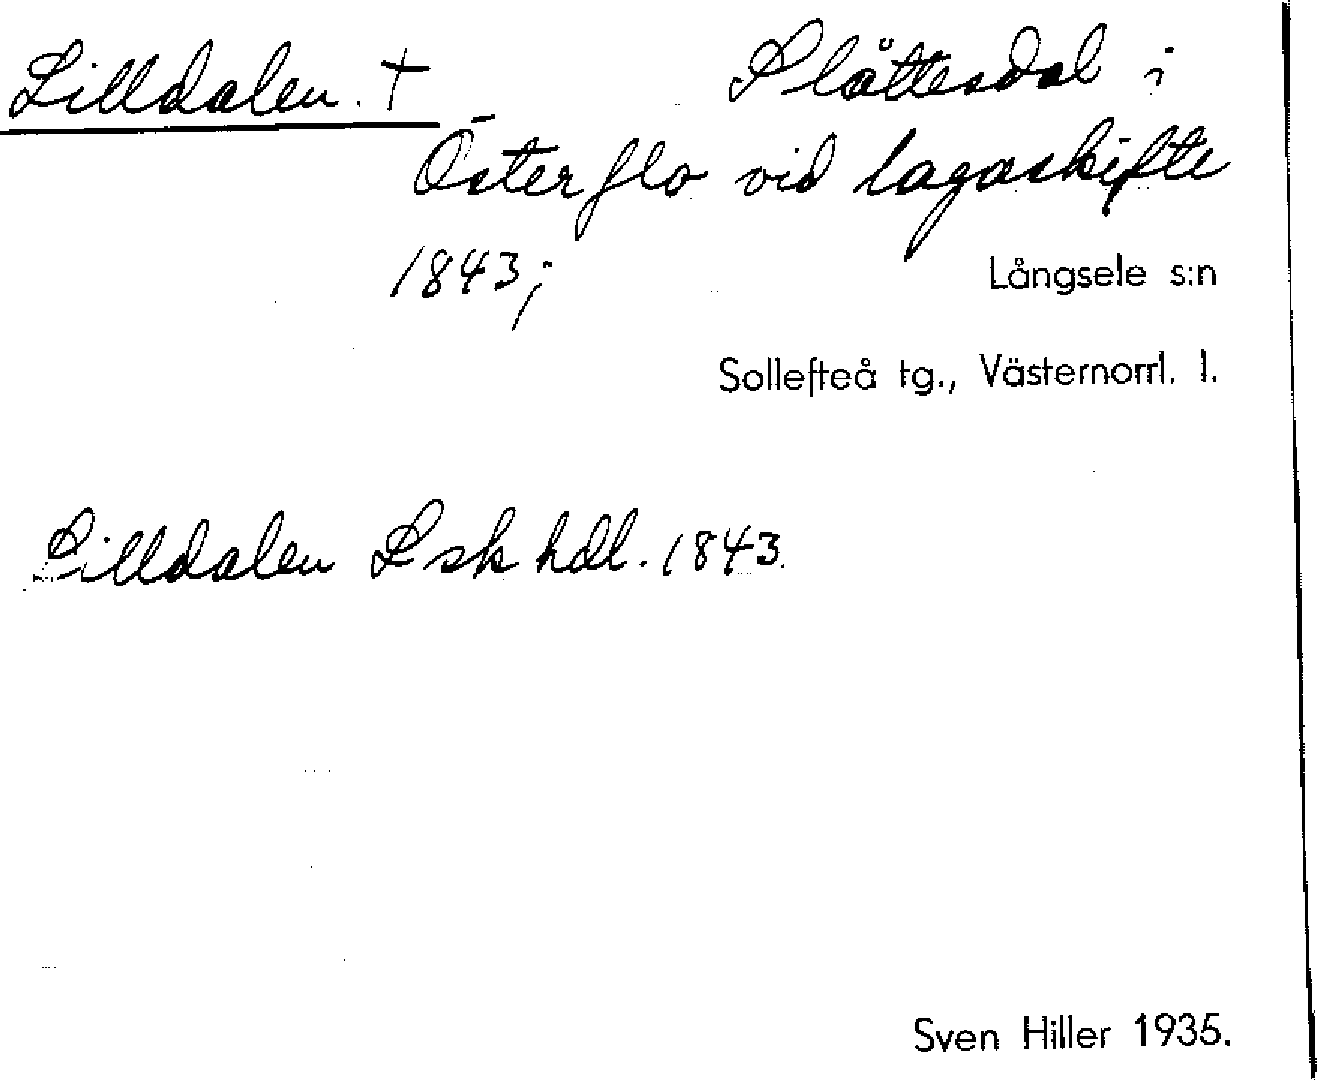 Lilldalen. † Slåttesdal i
Österflo vid lagaskifte
1843;
Långsele s:n
Sollefteå tg., Västernorrl. l.
Lilldalen Lsk hdl. 1843.
Sven Hiller 1935.